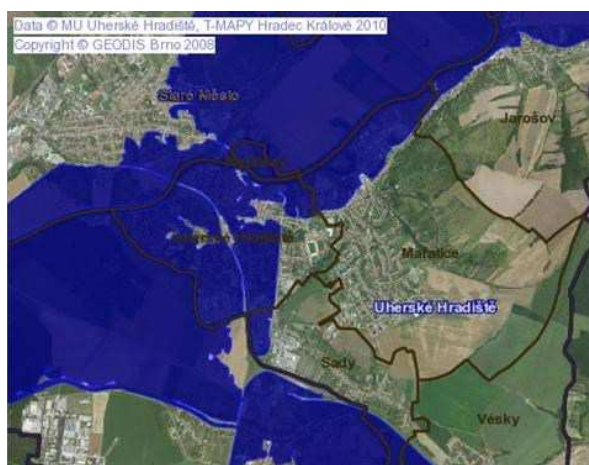 Data © MU Uherské Hradiště, T-MAPY Hradec Králové 2010
Copyright © GEODIS Brno 2008
Staré Město
Jarošov
Mařatice
Uherské Hradiště
Sady
Vésky